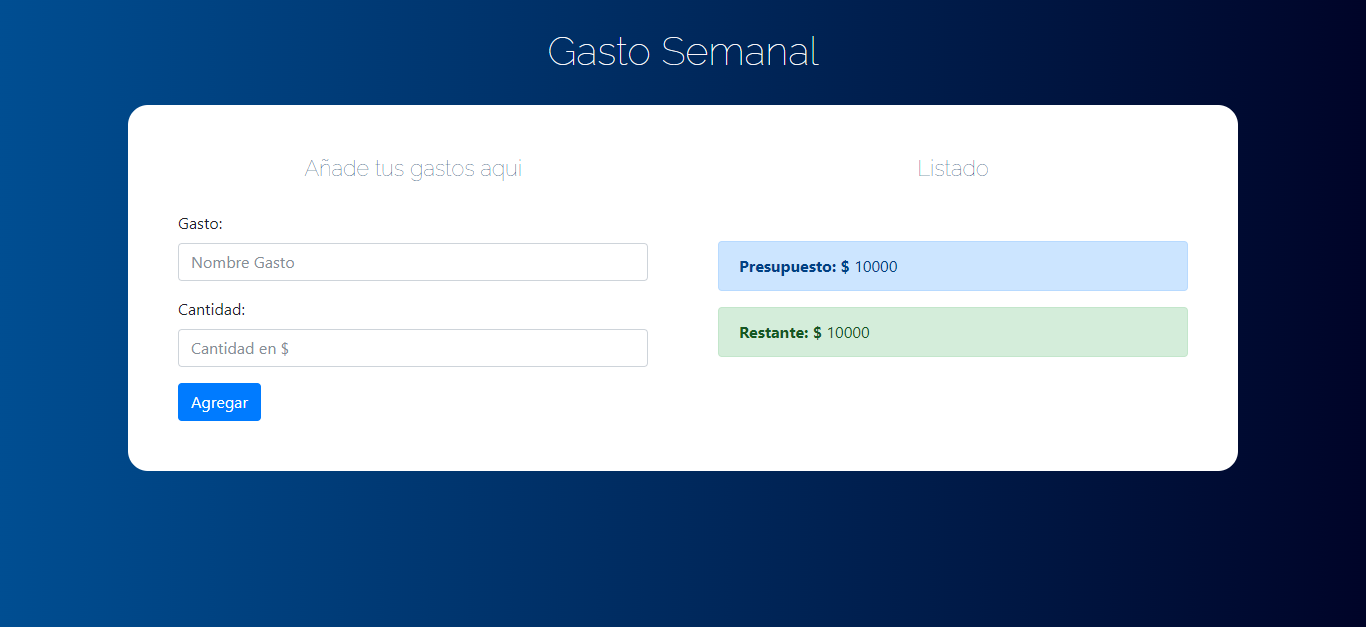 Gasto Semanal
Añade tus gastos aqui
Gasto:
Nombre Gasto
Cantidad:
Cantidad en $
Agregar
Listado
Presupuesto: $ 10000
Restante: $ 10000